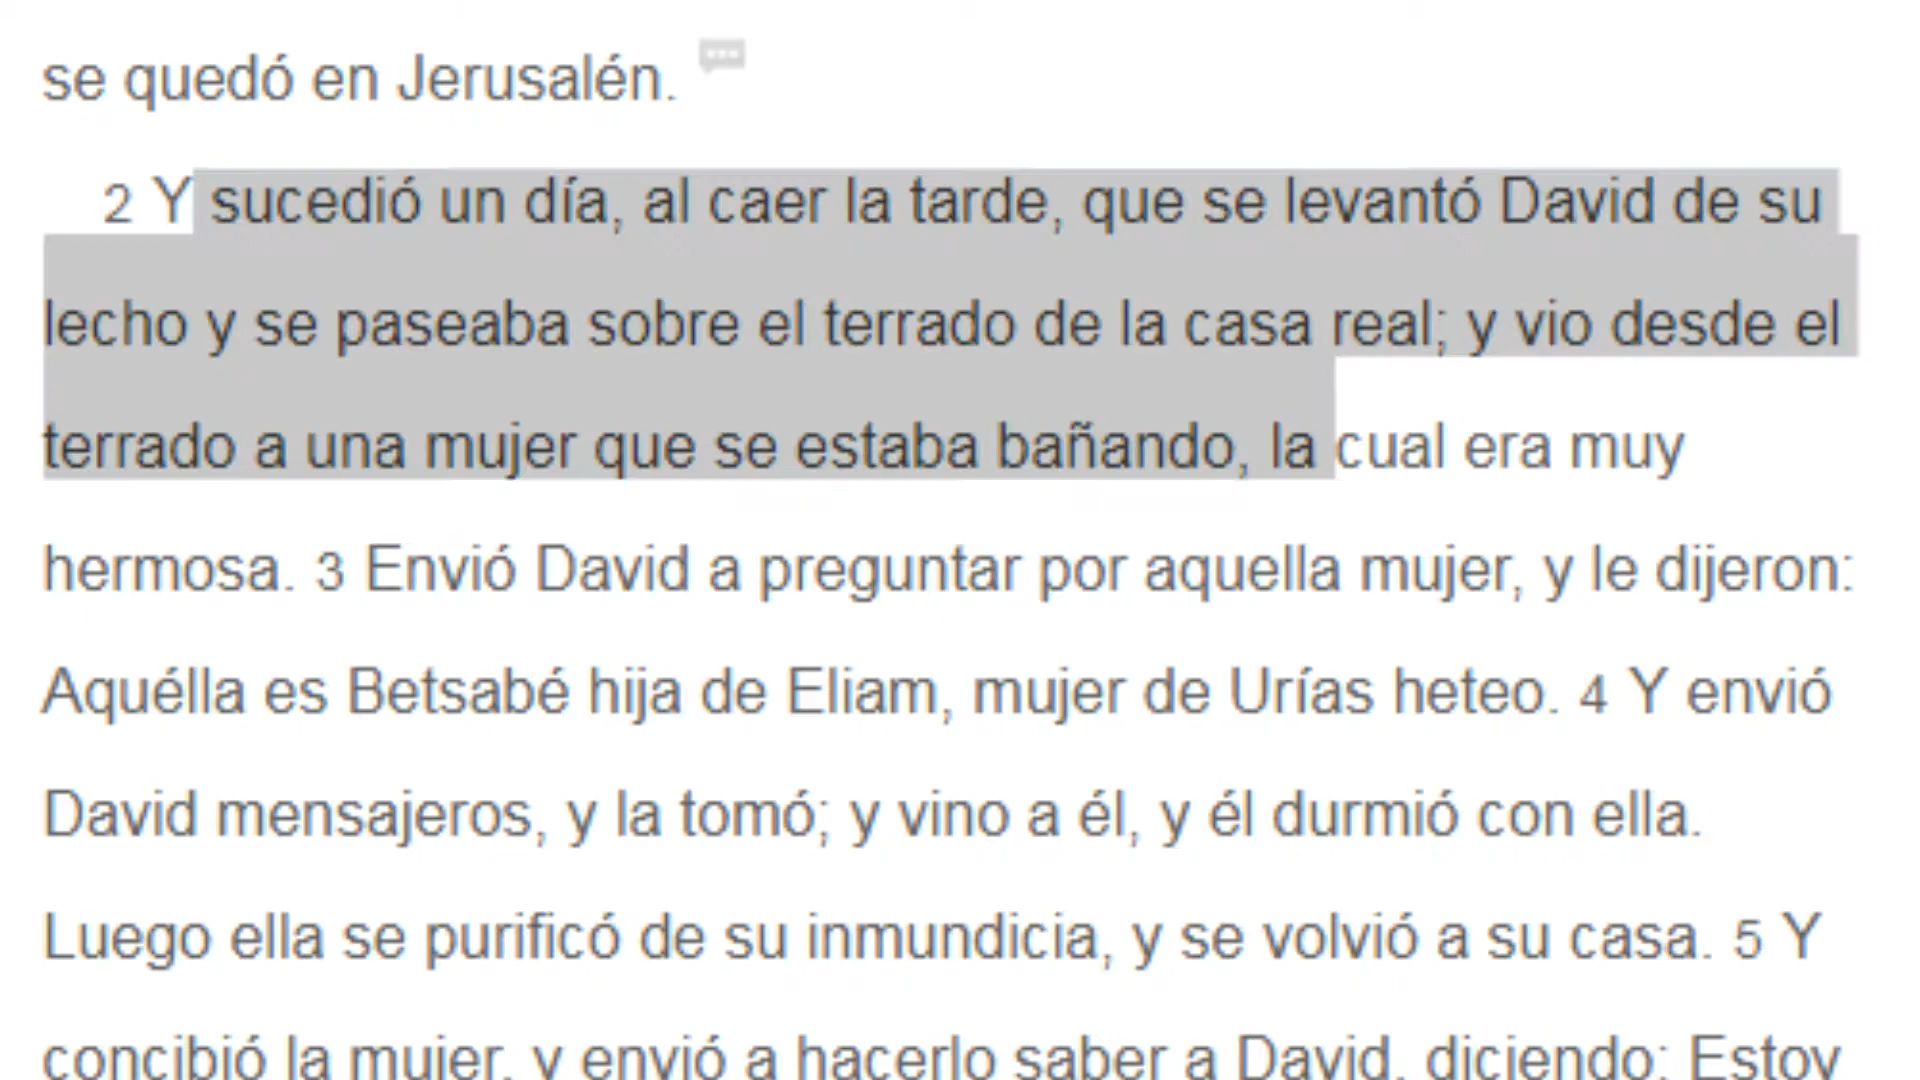 se quedó en Jerusalén.
2 Y sucedió un día, al caer la tarde, que se levantó David de su
lecho y se paseaba sobre el terrado de la casa real; y vio desde el
terrado a una mujer que se estaba bañando, la cual era muy
hermosa. 3 Envió David a preguntar por aquella mujer, y le dijeron:
Aquélla es Betsabé hija de Eliam, mujer de Urías heteo. 4 Y envió
David mensajeros, y la tomó; y vino a él, y él durmió con ella.
Luego ella se purificó de su inmundicia, y se volvió a su casa. 5 Y
concibió la mujer, y envió a hacerlo saber a David, diciendo: Estoy